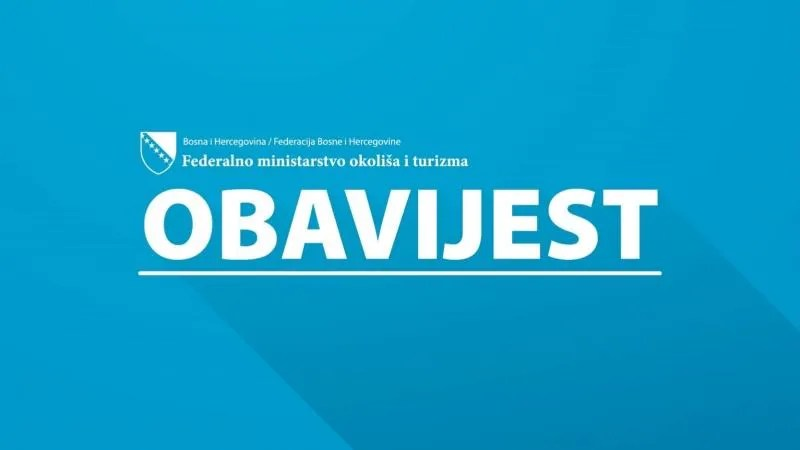 Bosna i Hercegovina / Federacija Bosne i Hercegovine
Federalno ministarstvo okoliša i turizma
OBAVIJEST